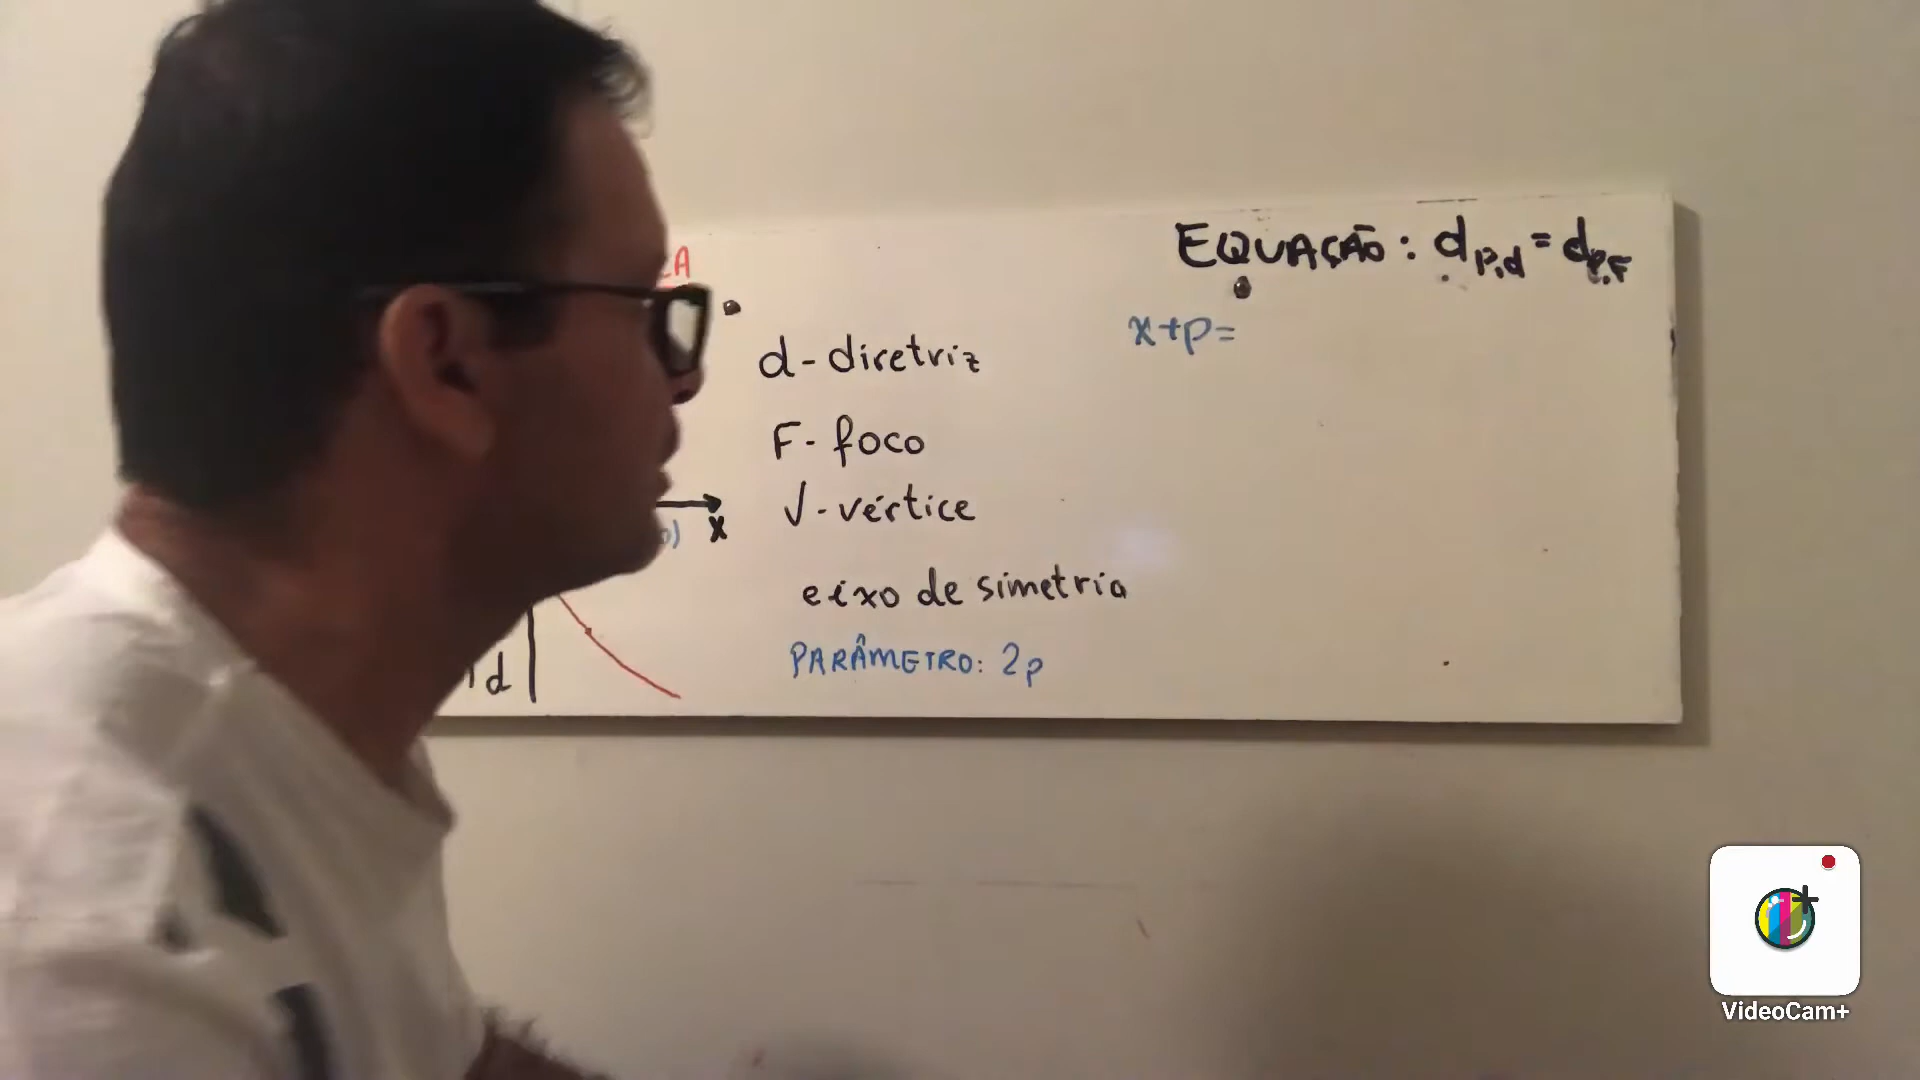 EQUAÇÃO: dP,d = dP,F
x+p=
d - diretriz
F - foco
V - vértice
x
eixo de simetria
PARÂMETRO: 2p
d
VideoCam+